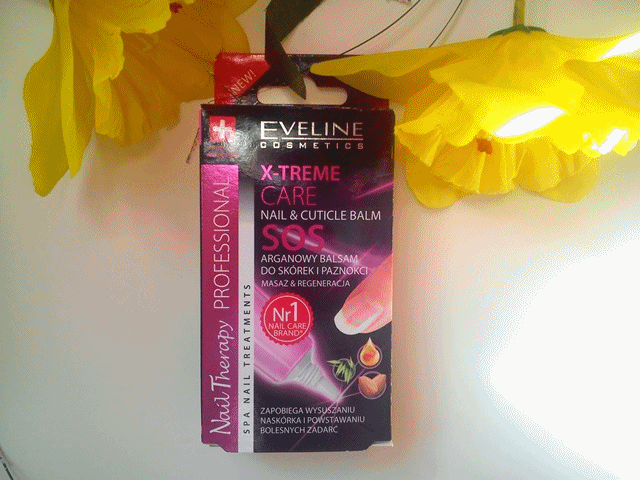 NEW!
EVELINE
COSMETICS
X-TREME
CARE
NAIL & CUTICLE BALM
SOS
ARGANOWY BALSAM
DO SKÓREK I PAZNOKCI
MASAŻ & REGENERACJA
Nr1
NAIL CARE
BRAND*
ZAPOBIEGA WYSUSZANIU
NASKÓRKA I POWSTAWANIU
BOLESNYCH ZADARĆ
Nail Therapy PROFESSIONAL
SPA NAIL TREATMENTS